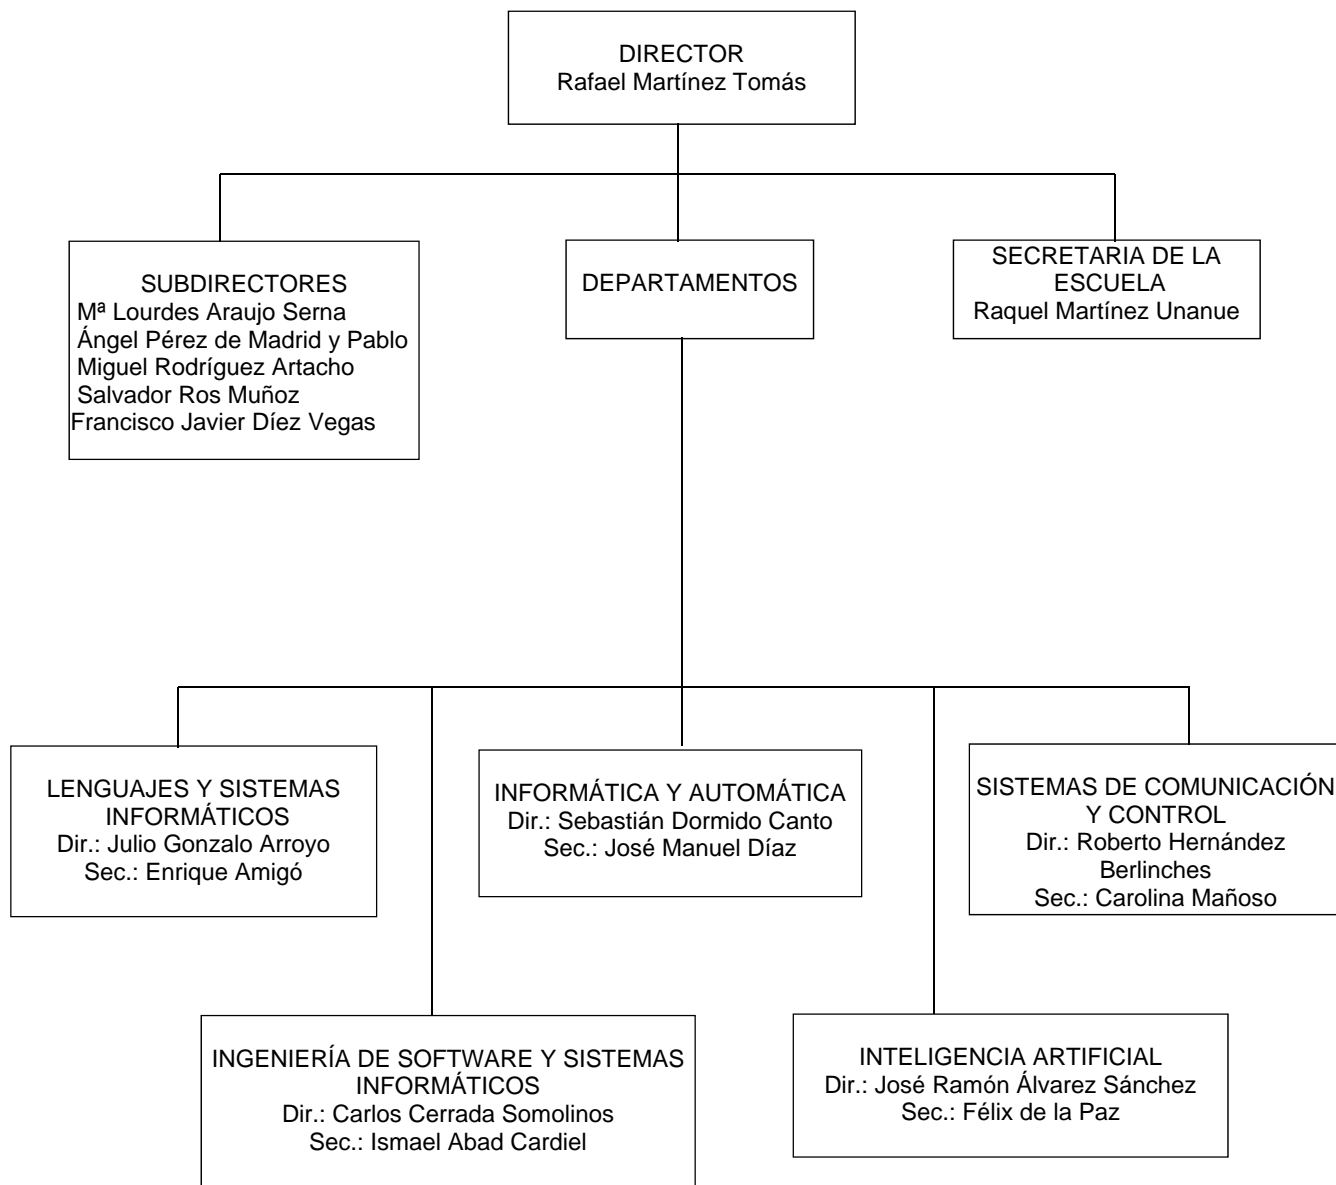 DIRECTOR
Rafael Martínez Tomás
SUBDIRECTORES
Mª Lourdes Araujo Serna
Ángel Pérez de Madrid y Pablo
Miguel Rodríguez Artacho
Salvador Ros Muñoz
Francisco Javier Díez Vegas
DEPARTAMENTOS
SECRETARIA DE LA
ESCUELA
Raquel Martínez Unanue
LENGUAJES Y SISTEMAS
INFORMÁTICOS
Dir.: Julio Gonzalo Arroyo
Sec.: Enrique Amigó
INFORMÁTICA Y AUTOMÁTICA
Dir.: Sebastián Dormido Canto
Sec.: José Manuel Díaz
SISTEMAS DE COMUNICACIÓN
Y CONTROL
Dir.: Roberto Hernández
Berlinches
Sec.: Carolina Mañoso
INGENIERÍA DE SOFTWARE Y SISTEMAS
INFORMÁTICOS
Dir.: Carlos Cerrada Somolinos
Sec.: Ismael Abad Cardiel
INTELIGENCIA ARTIFICIAL
Dir.: José Ramón Álvarez Sánchez
Sec.: Félix de la Paz